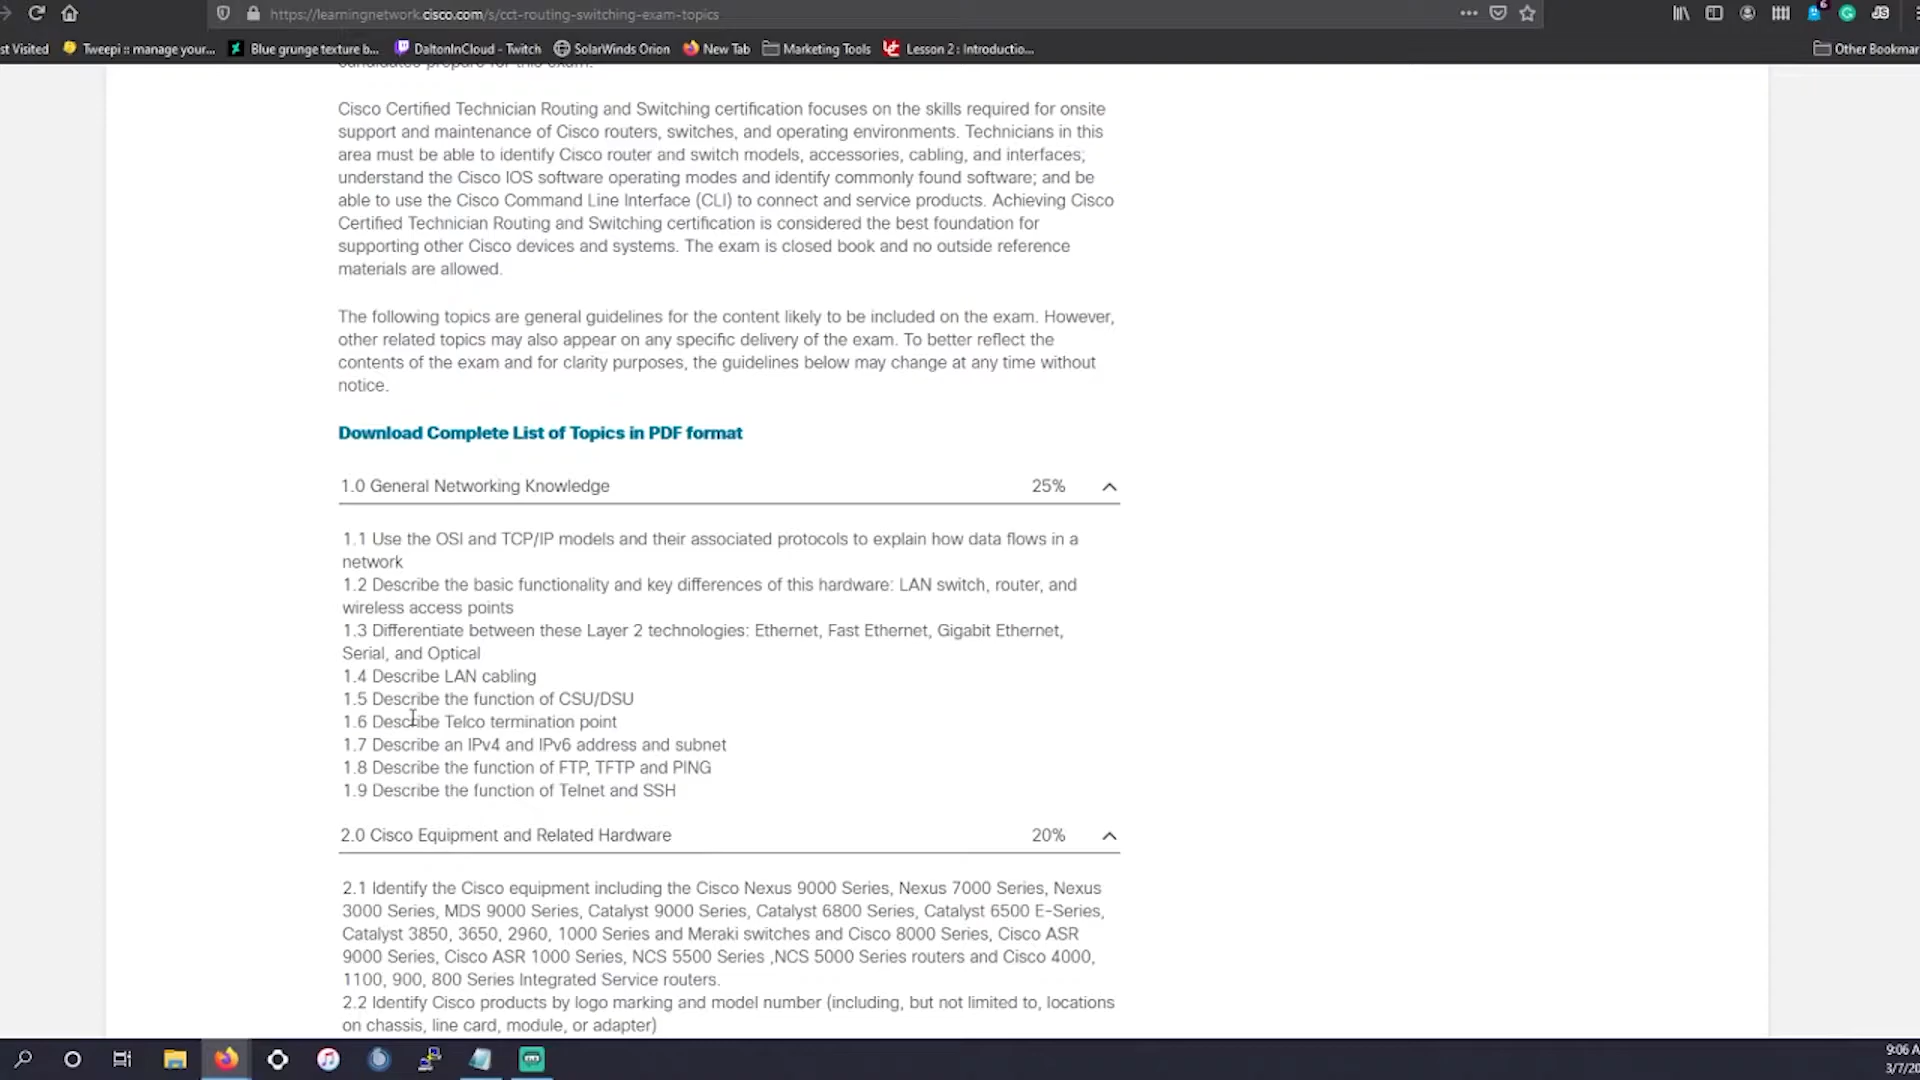 https://learningnetwork.cisco.com/s/cct-routing-switching-exam-topics
6
JS
st Visited Tweepi :: manage your... Blue grunge texture b... DaltonInCloud - Twitch SolarWinds Orion New Tab Marketing Tools Lesson 2 : Introductio... Other Bookmar
candidates prepare for this exam.
Cisco Certified Technician Routing and Switching certification focuses on the skills required for onsite
support and maintenance of Cisco routers, switches, and operating environments. Technicians in this
area must be able to identify Cisco router and switch models, accessories, cabling, and interfaces;
understand the Cisco IOS software operating modes and identify commonly found software; and be
able to use the Cisco Command Line Interface (CLI) to connect and service products. Achieving Cisco
Certified Technician Routing and Switching certification is considered the best foundation for
supporting other Cisco devices and systems. The exam is closed book and no outside reference
materials are allowed.
The following topics are general guidelines for the content likely to be included on the exam. However,
other related topics may also appear on any specific delivery of the exam. To better reflect the
contents of the exam and for clarity purposes, the guidelines below may change at any time without
notice.
Download Complete List of Topics in PDF format
1.0 General Networking Knowledge 25%
1.1 Use the OSI and TCP/IP models and their associated protocols to explain how data flows in a
network
1.2 Describe the basic functionality and key differences of this hardware: LAN switch, router, and
wireless access points
1.3 Differentiate between these Layer 2 technologies: Ethernet, Fast Ethernet, Gigabit Ethernet,
Serial, and Optical
1.4 Describe LAN cabling
1.5 Describe the function of CSU/DSU
1.6 Describe Telco termination point
1.7 Describe an IPv4 and IPv6 address and subnet
1.8 Describe the function of FTP, TFTP and PING
1.9 Describe the function of Telnet and SSH
2.0 Cisco Equipment and Related Hardware 20%
2.1 Identify the Cisco equipment including the Cisco Nexus 9000 Series, Nexus 7000 Series, Nexus
3000 Series, MDS 9000 Series, Catalyst 9000 Series, Catalyst 6800 Series, Catalyst 6500 E-Series,
Catalyst 3850, 3650, 2960, 1000 Series and Meraki switches and Cisco 8000 Series, Cisco ASR
9000 Series, Cisco ASR 1000 Series, NCS 5500 Series ,NCS 5000 Series routers and Cisco 4000,
1100, 900, 800 Series Integrated Service routers.
2.2 Identify Cisco products by logo marking and model number (including, but not limited to, locations
on chassis, line card, module, or adapter)
9:06 A
3/7/20